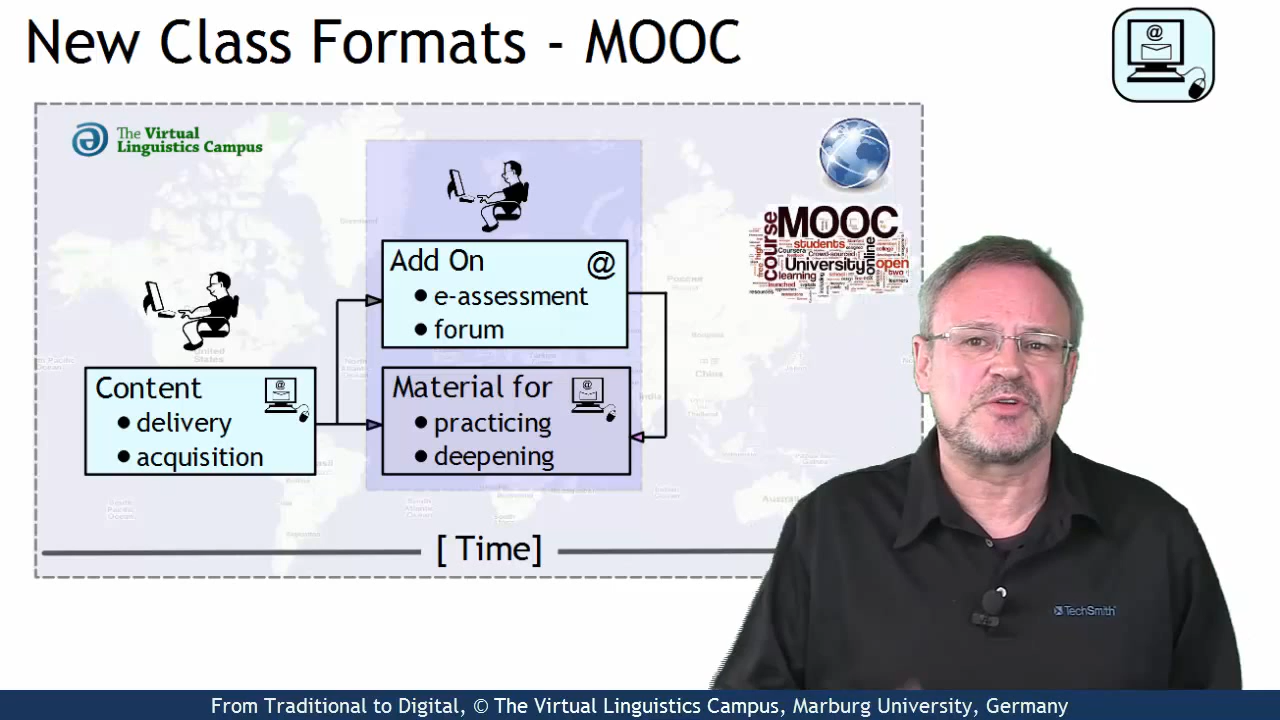 New Class Formats - MOOC
@
The Virtual
Linguistics Campus
MOOC
course
students
University
learning
open
Add On
@
e-assessment
forum
Content
@
delivery
acquisition
Material for
@
practicing
deepening
[ Time]
TechSmith
From Traditional to Digital, © The Virtual Linguistics Campus, Marburg University, Germany